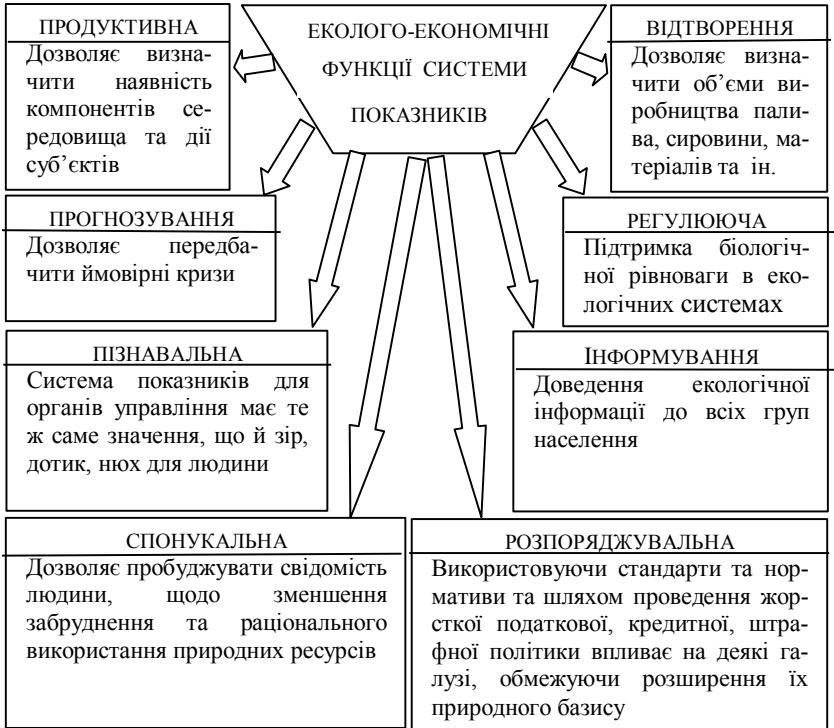 ЕКОЛОГО-ЕКОНОМІЧНІ
ФУНКЦІЇ СИСТЕМИ
ПОКАЗНИКІВ
ПРОДУКТИВНА
Дозволяє визна-
чити наявність
компонентів се-
редовища та дії
суб’єктів
ВІДТВОРЕННЯ
Дозволяє визна-
чити об’єми ви-
робництва пали-
ва, сировини, ма-
теріалів та ін.
ПРОГНОЗУВАННЯ
Дозволяє передба-
чити ймовірні кризи
РЕГУЛЮЮЧА
Підтримка біологіч-
ної рівноваги в еко-
логічних системах
ПІЗНАВАЛЬНА
Система показників для
органів управління має те
ж саме значення, що й зір,
дотик, нюх для людини
ІНФОРМУВАННЯ
Доведення екологічної
інформації до всіх груп
населення
СПОНУКАЛЬНА
Дозволяє пробуджувати свідомість
людини, щодо зменшення
забруднення та раціонального
використання природних ресурсів
РОЗПОРЯДЖУВАЛЬНА
Використовуючи стандарти та нор-
мативи та шляхом проведення жор-
сткої податкової, кредитної, штра-
фної політики впливає на деякі га-
лузі, обмежуючи розширення їх
природного базису